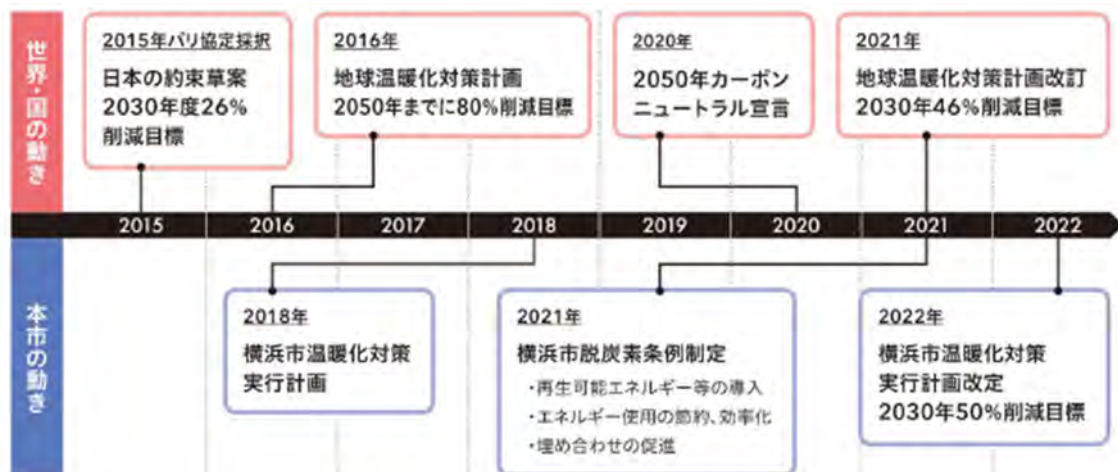 世界・国の動き
2015年パリ協定採択
日本の約束草案
2030年度26%
削減目標
2016年
地球温暖化対策計画
2050年までに80%削減目標
2020年
2050年カーボン
ニュートラル宣言
2021年
地球温暖化対策計画改訂
2030年46%削減目標
2015 2016 2017 2018 2019 2020 2021 2022
本市の動き
2018年
横浜市温暖化対策
実行計画
2021年
横浜市脱炭素条例制定
・再生可能エネルギー等の導入
・エネルギー使用の節約、効率化
・埋め合わせの促進
2022年
横浜市温暖化対策
実行計画改定
2030年50%削減目標